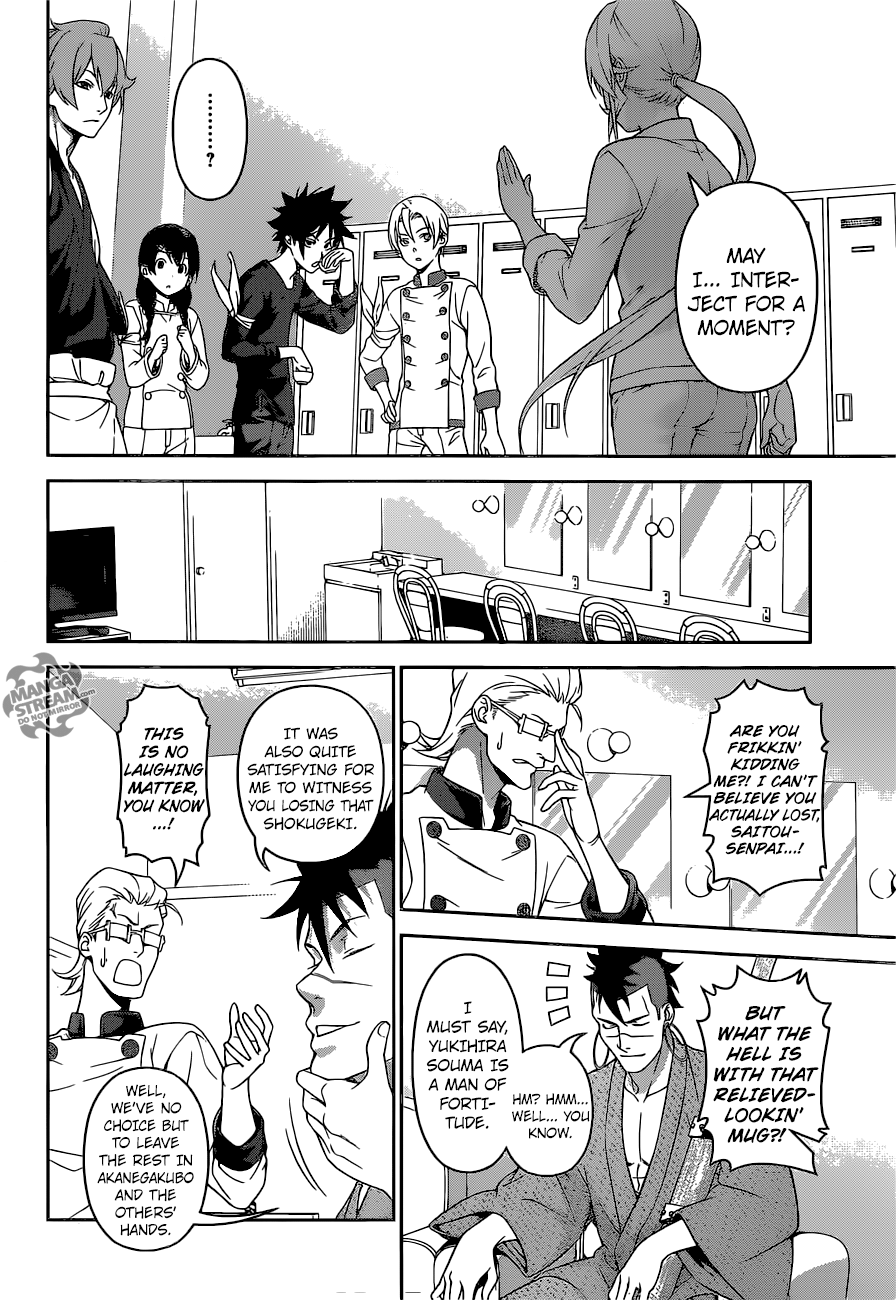 .........?
MAY
I... INTER-
JECT FOR A
MOMENT?
ARE YOU
FRIKKIN'
KIDDING
ME?! I CAN'T
BELIEVE YOU
ACTUALLY LOST,
SAITOU-
SENPAI...!
IT WAS
ALSO QUITE
SATISFYING FOR
ME TO WITNESS
YOU LOSING THAT
SHOKUGEKI.
THIS
IS NO
LAUGHING
MATTER,
YOU KNOW
...!
WELL,
WE'VE NO
CHOICE BUT
TO LEAVE
THE REST IN
AKANEGAKUBO
AND THE
OTHERS'
HANDS.
BUT
WHAT THE
HELL IS
WITH THAT
RELIEVED-
LOOKIN'
MUG?!
HM? HMM...
WELL... YOU
KNOW.
I
MUST SAY,
YUKIHIRA
SOUMA IS
A MAN OF
FORTI-
TUDE.
MANGA
STREAM.com
DO NOT MIRROR